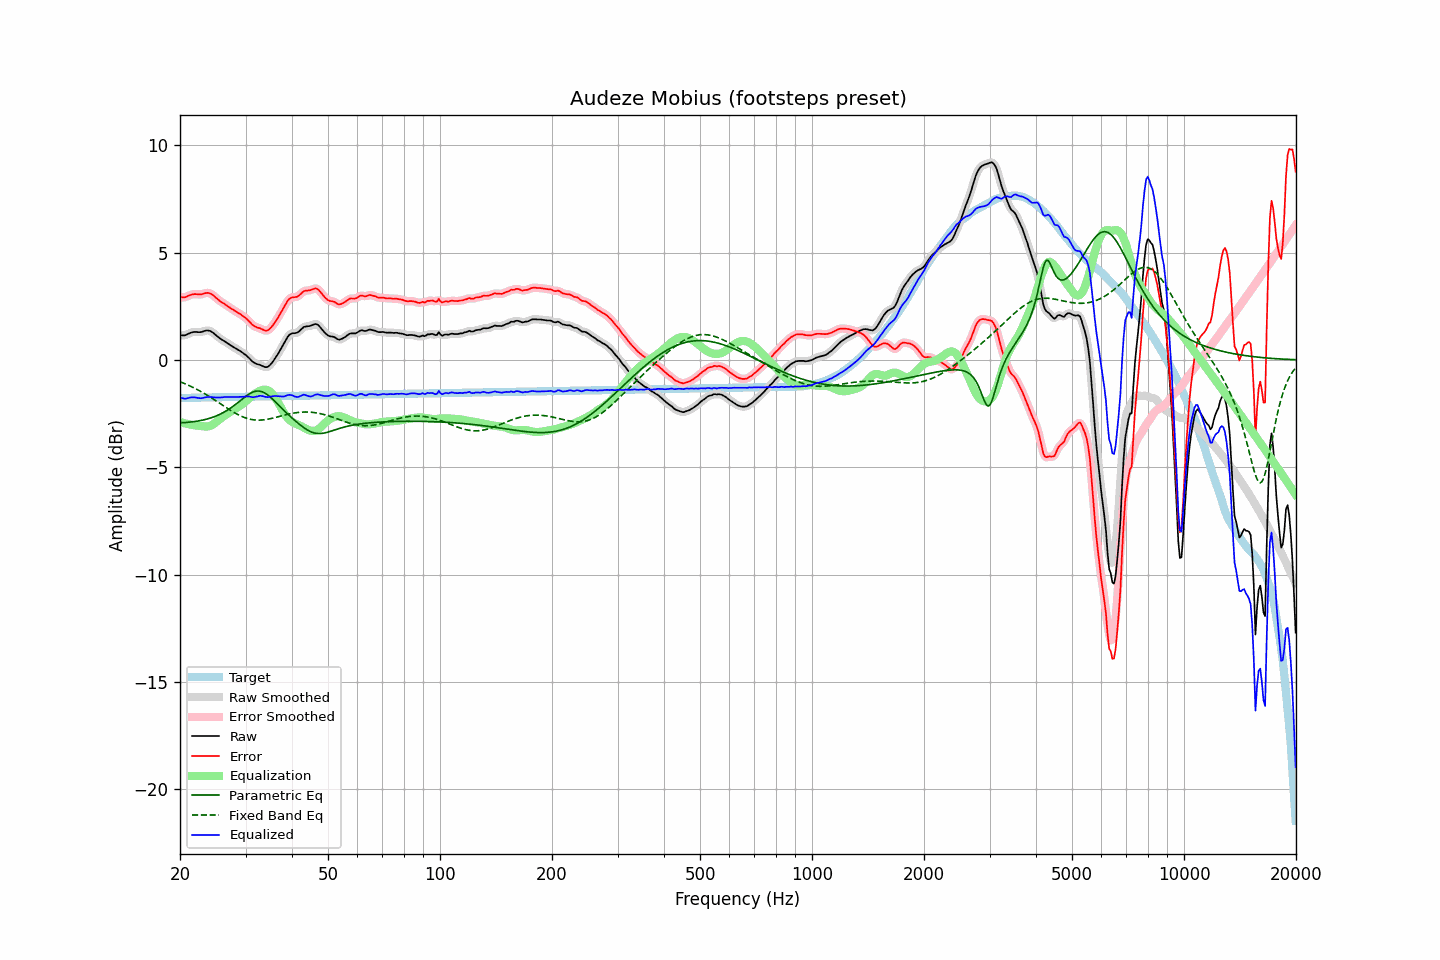 Audeze Mobius (footsteps preset)
10
5
0
−5
−10
−15
−20
Amplitude (dBr)
Target
Raw Smoothed
Error Smoothed
Raw
Error
Equalization
Parametric Eq
Fixed Band Eq
Equalized
20 50 100 200 500 1000 2000 5000 10000 20000
Frequency (Hz)